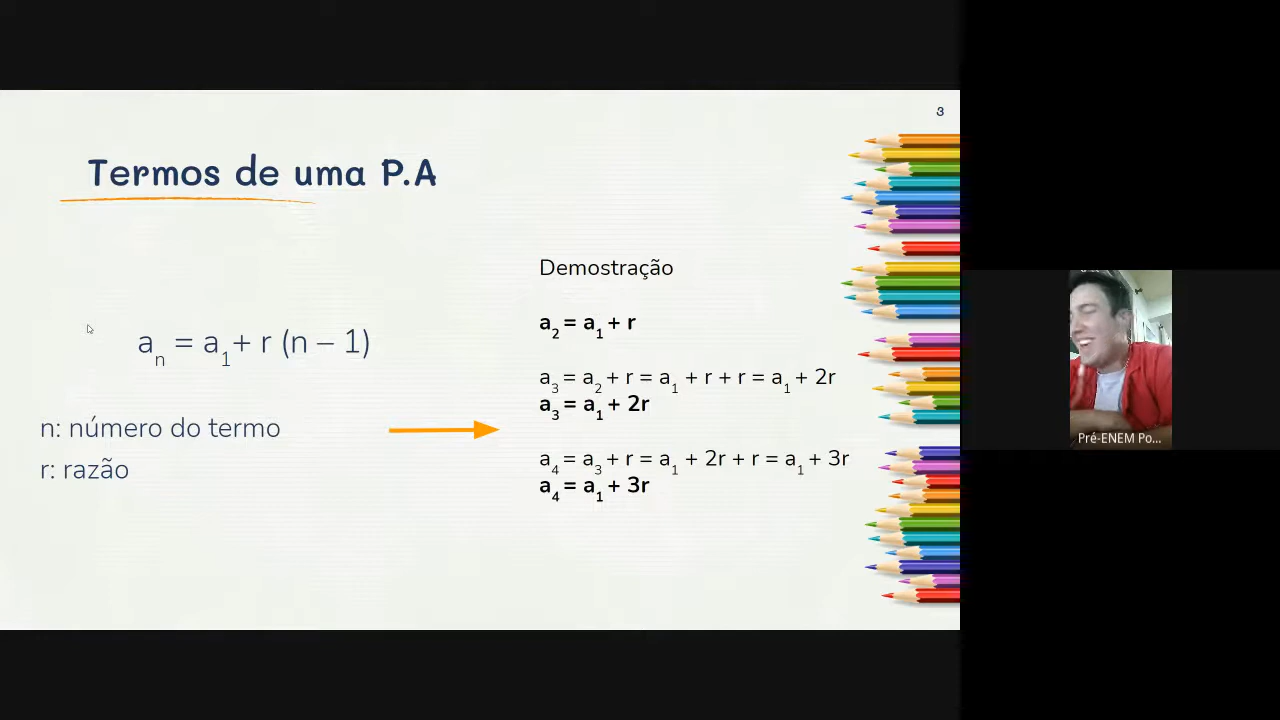 3
Termos de uma P.A
Demostração
a₂ = a₁ + r
aₙ = a₁ + r (n – 1)
a₃ = a₂ + r = a₁ + r + r = a₁ + 2r
a₃ = a₁ + 2r
n: número do termo
r: razão
a₄ = a₃ + r = a₁ + 2r + r = a₁ + 3r
a₄ = a₁ + 3r
Pré-ENEM Po...